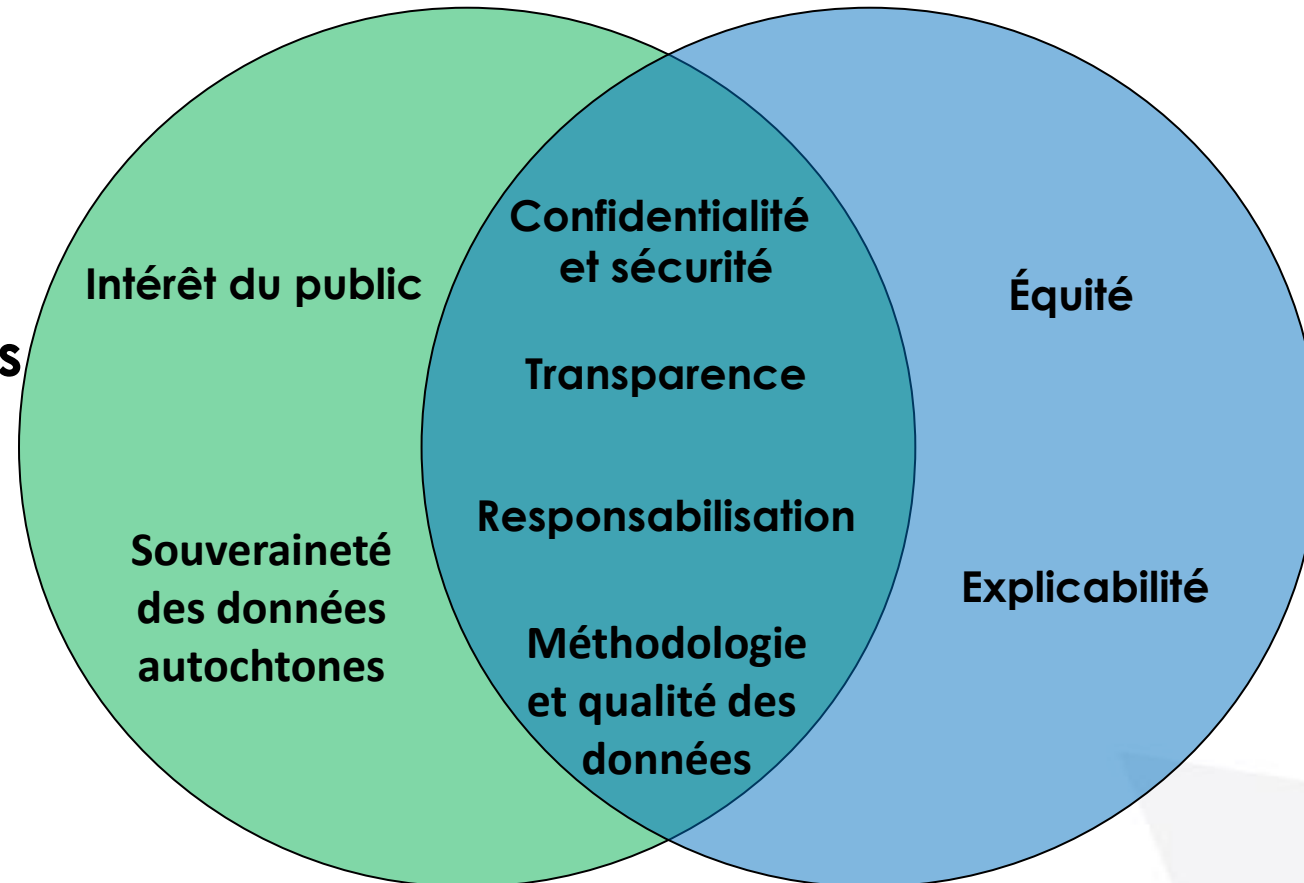 Intérêt du public
s
Souveraineté
des données
autochtones
Confidentialité
et sécurité
Transparence
Responsabilisation
Méthodologie
et qualité des
données
Équité
Explicabilité